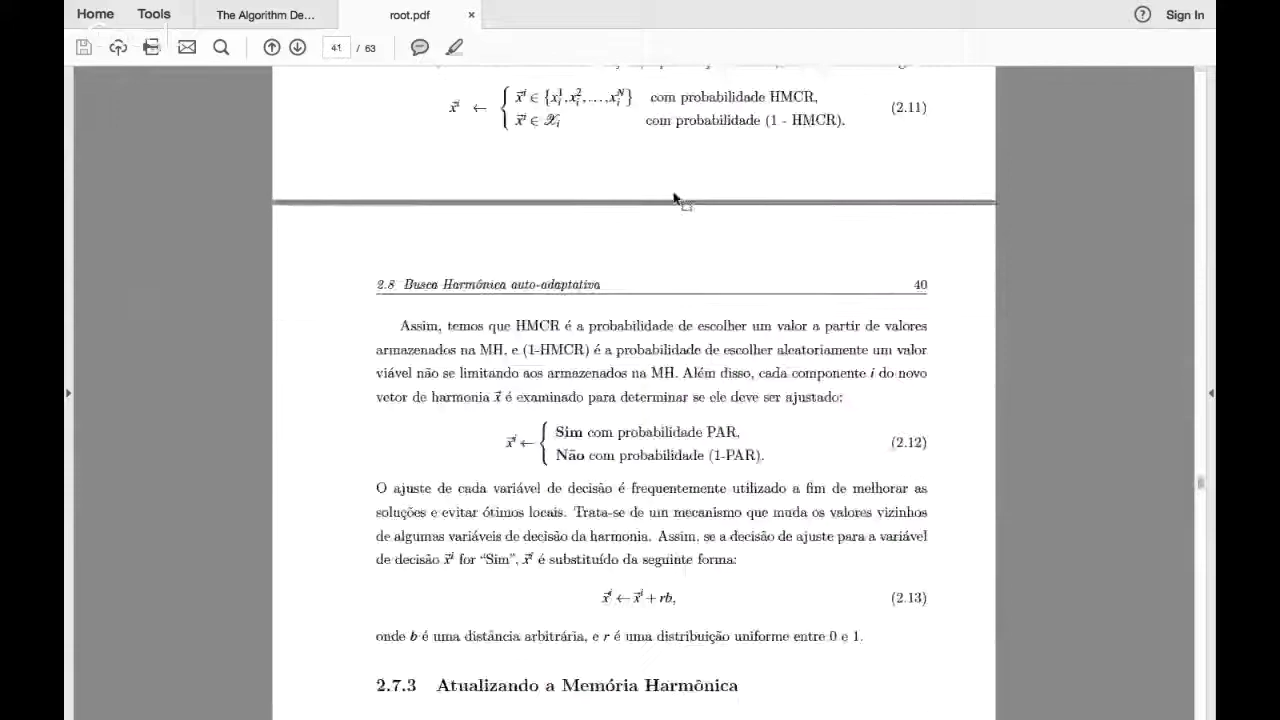 Home Tools The Algorithm De... root.pdf × Sign In
41 / 63
x⃗ⁱ ← { x⃗ⁱ ∈ {xᵢ¹, xᵢ², ..., xᵢᴺ} com probabilidade HMCR,
x⃗ⁱ ∈ 𝒳ᵢ com probabilidade (1 - HMCR). (2.11)
2.8 Busca Harmónica auto-adaptativa 40
Assim, temos que HMCR é a probabilidade de escolher um valor a partir de valores
armazenados na MH, e (1-HMCR) é a probabilidade de escolher aleatoriamente um valor
viável não se limitando aos armazenados na MH. Além disso, cada componente i do novo
vetor de harmonia x⃗ é examinado para determinar se ele deve ser ajustado:
x⃗ⁱ ← { Sim com probabilidade PAR,
Não com probabilidade (1-PAR). (2.12)
O ajuste de cada variável de decisão é frequentemente utilizado a fim de melhorar as
soluções e evitar ótimos locais. Trata-se de um mecanismo que muda os valores vizinhos
de algumas variáveis de decisão da harmonia. Assim, se a decisão de ajuste para a variável
de decisão x⃗ⁱ for “Sim”, x⃗ⁱ é substituído da seguinte forma:
x⃗ⁱ ← x⃗ⁱ + rb, (2.13)
onde b é uma distância arbitrária, e r é uma distribuição uniforme entre 0 e 1.
2.7.3 Atualizando a Memória Harmônica